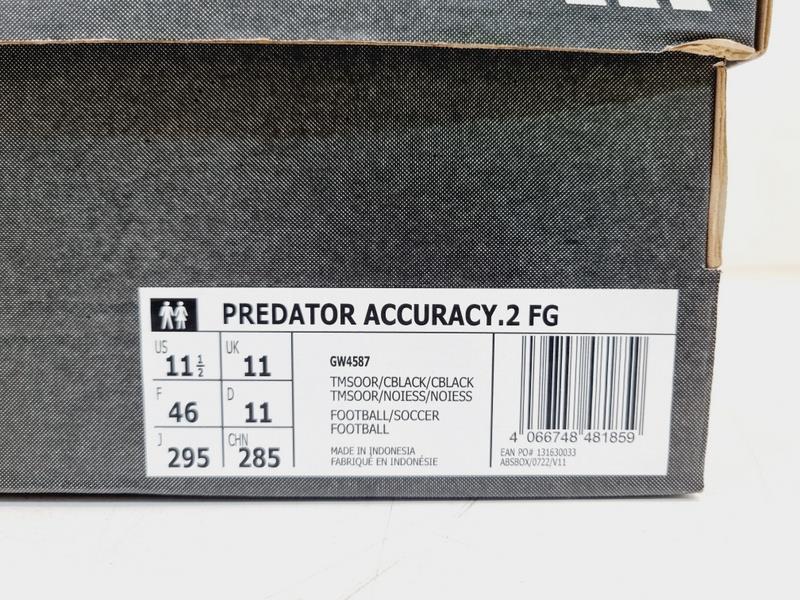 PREDATOR ACCURACY.2 FG
US 11 1/2 UK 11
F 46 D 11
J 295 CHN 285
GW4587
TMSOOR/CBLACK/CBLACK
TMSOOR/NOIESS/NOIESS
FOOTBALL/SOCCER
FOOTBALL
MADE IN INDONESIA
FABRIQUÉ EN INDONÉSIE
4 066748 481859
EAN PO# 131630033
ABSBOX/0722/V11